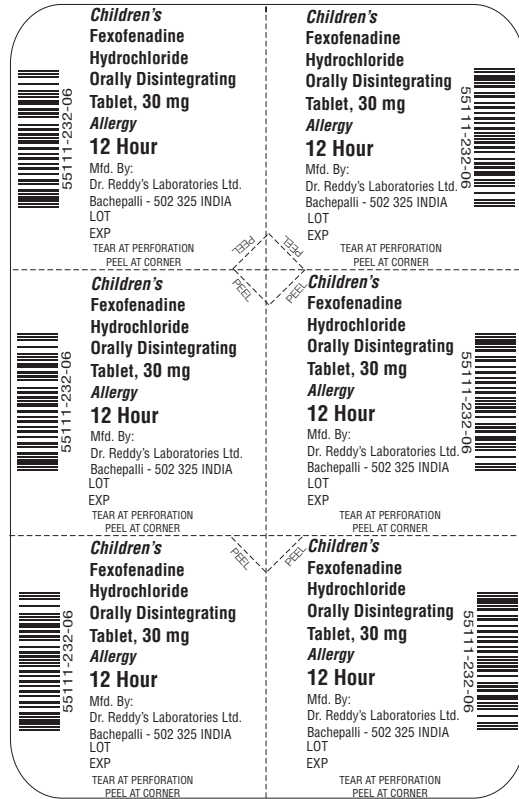 Children's
Fexofenadine
Hydrochloride
Orally Disintegrating
Tablet, 30 mg
Allergy
12 Hour
Mfd. By:
Dr. Reddy's Laboratories Ltd.
Bachepalli - 502 325 INDIA
LOT
EXP
TEAR AT PERFORATION
PEEL AT CORNER
55111-232-06
PEEL
Children's
Fexofenadine
Hydrochloride
Orally Disintegrating
Tablet, 30 mg
Allergy
12 Hour
Mfd. By:
Dr. Reddy's Laboratories Ltd.
Bachepalli - 502 325 INDIA
LOT
EXP
TEAR AT PERFORATION
PEEL AT CORNER
55111-232-06
PEEL
Children's
Fexofenadine
Hydrochloride
Orally Disintegrating
Tablet, 30 mg
Allergy
12 Hour
Mfd. By:
Dr. Reddy's Laboratories Ltd.
Bachepalli - 502 325 INDIA
LOT
EXP
TEAR AT PERFORATION
PEEL AT CORNER
55111-232-06
PEEL
Children's
Fexofenadine
Hydrochloride
Orally Disintegrating
Tablet, 30 mg
Allergy
12 Hour
Mfd. By:
Dr. Reddy's Laboratories Ltd.
Bachepalli - 502 325 INDIA
LOT
EXP
TEAR AT PERFORATION
PEEL AT CORNER
55111-232-06
PEEL
Children's
Fexofenadine
Hydrochloride
Orally Disintegrating
Tablet, 30 mg
Allergy
12 Hour
Mfd. By:
Dr. Reddy's Laboratories Ltd.
Bachepalli - 502 325 INDIA
LOT
EXP
TEAR AT PERFORATION
PEEL AT CORNER
55111-232-06
PEEL
Children's
Fexofenadine
Hydrochloride
Orally Disintegrating
Tablet, 30 mg
Allergy
12 Hour
Mfd. By:
Dr. Reddy's Laboratories Ltd.
Bachepalli - 502 325 INDIA
LOT
EXP
TEAR AT PERFORATION
PEEL AT CORNER
55111-232-06
PEEL